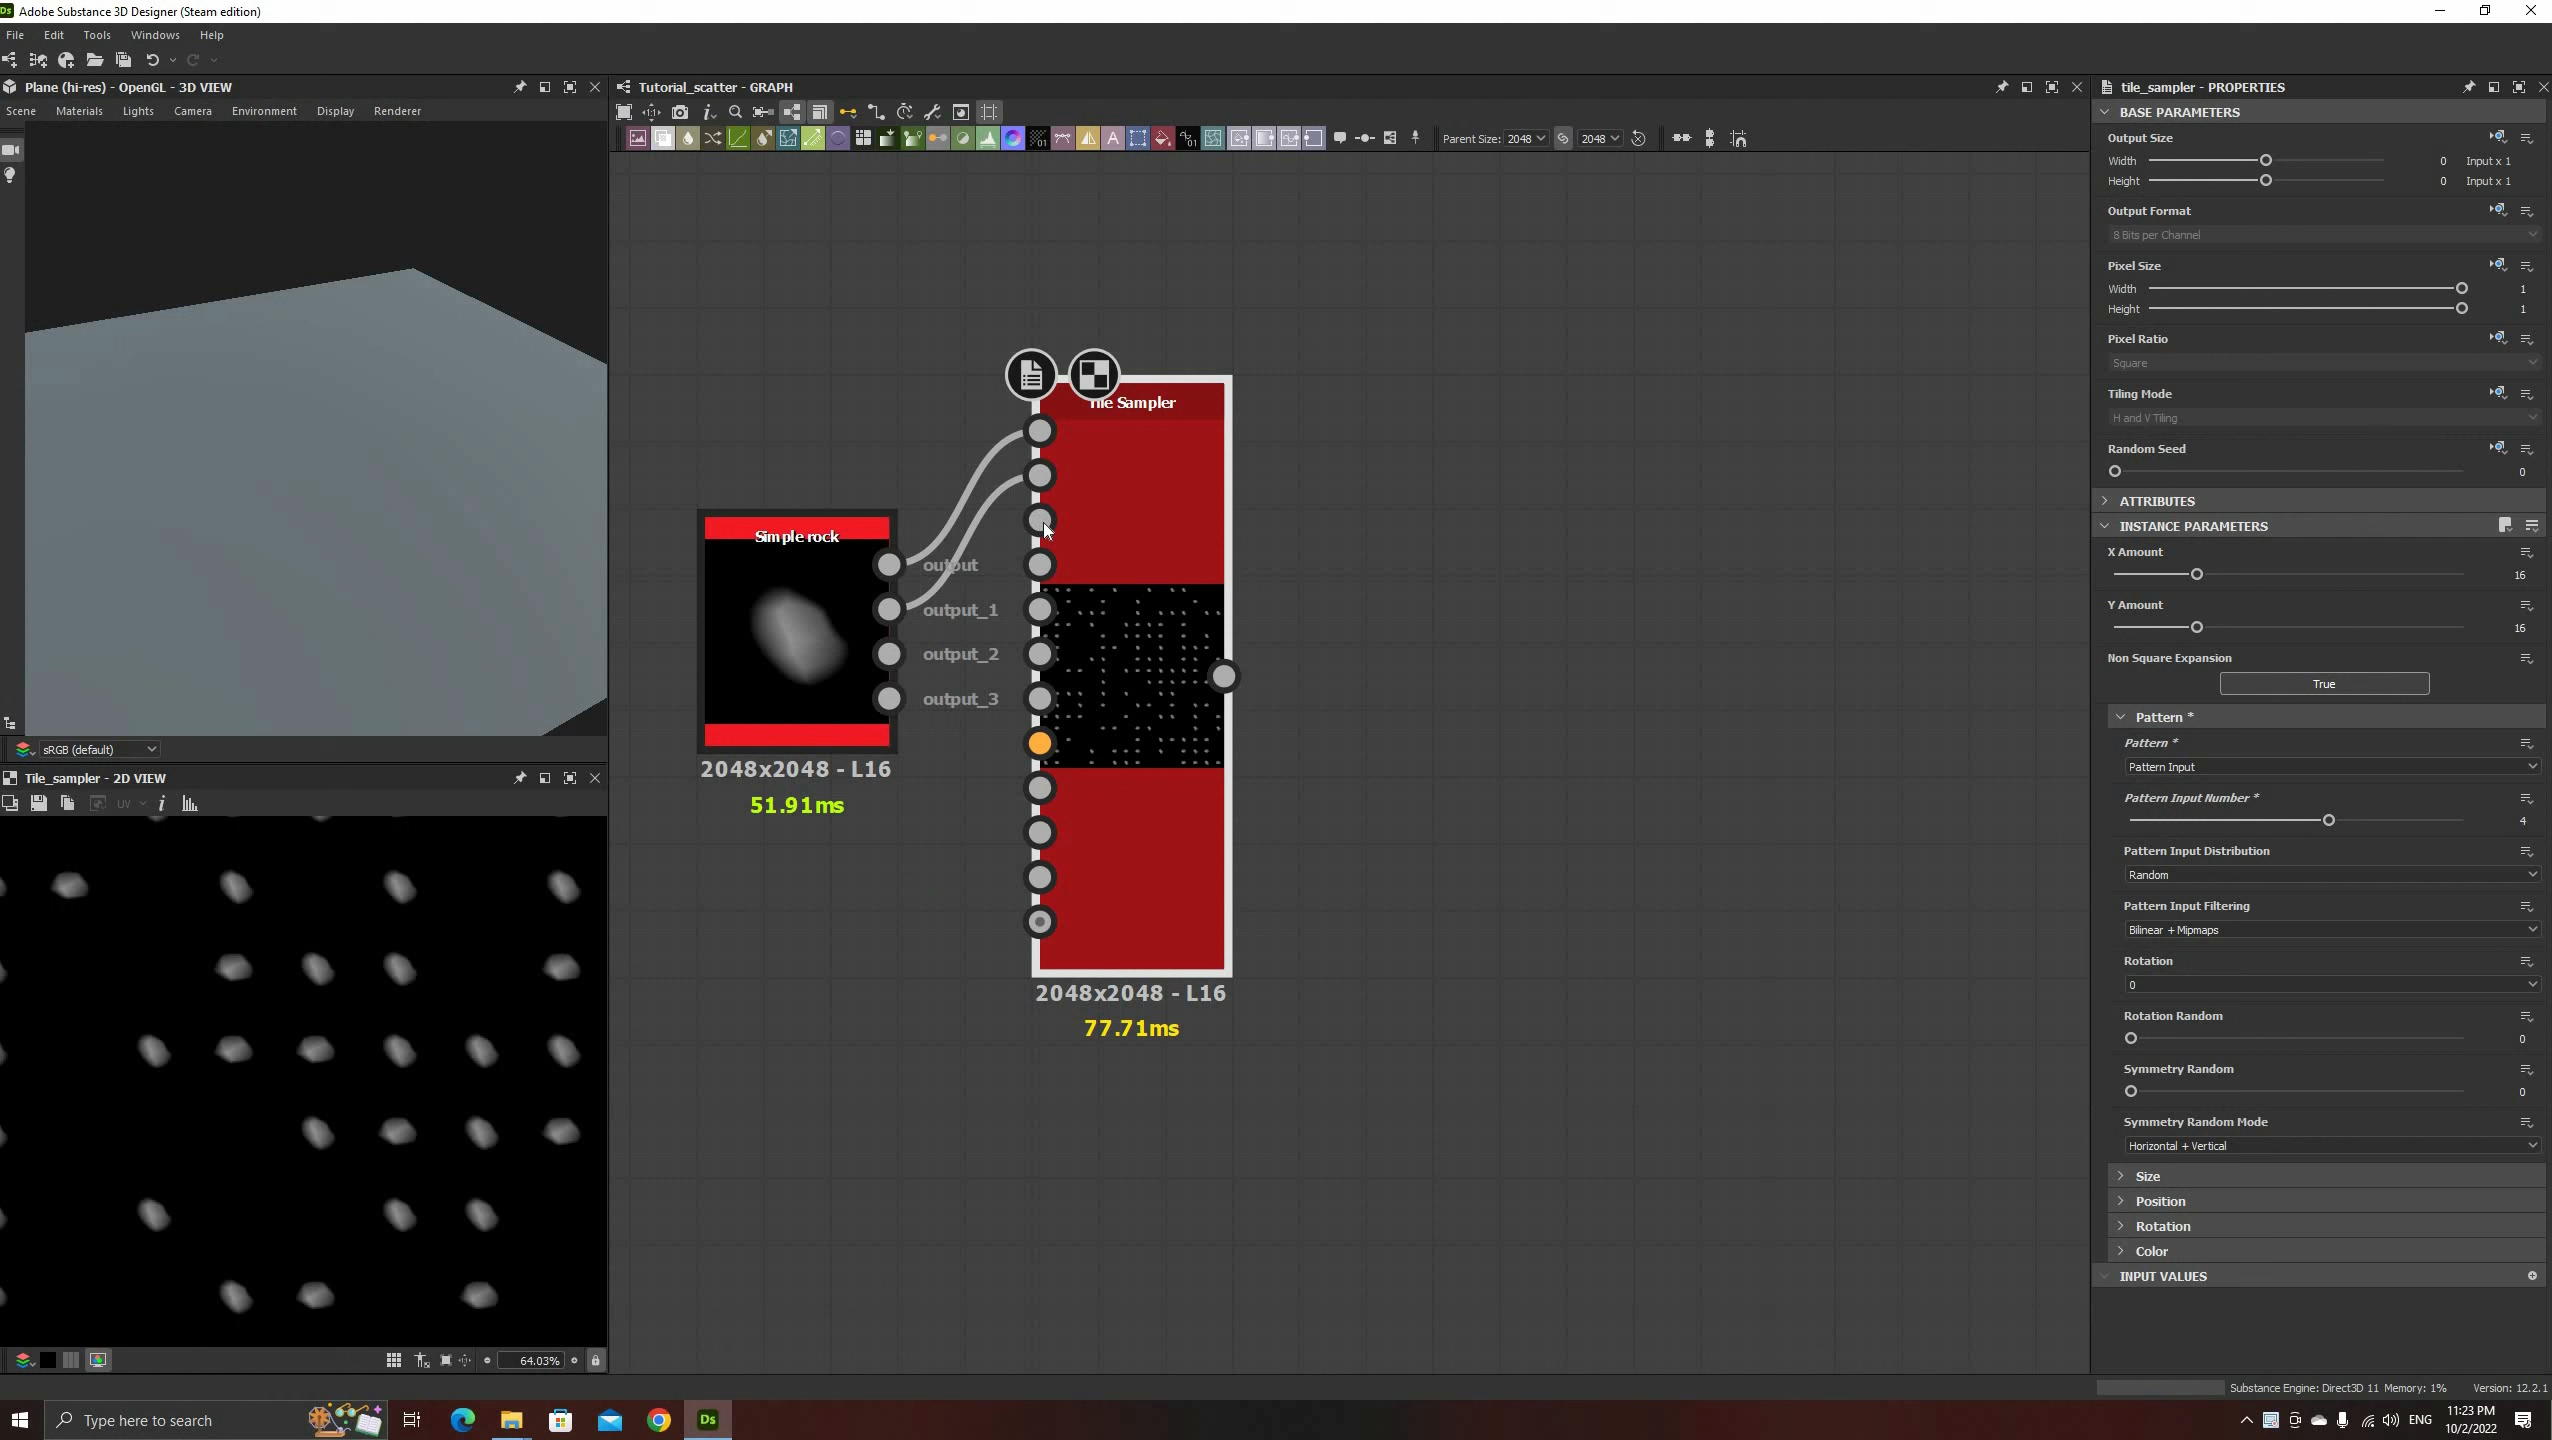 Ds Adobe Substance 3D Designer (Steam edition)
File Edit Tools Windows Help
Plane (hi-res) - OpenGL - 3D VIEW
Scene Materials Lights Camera Environment Display Renderer
sRGB (default)
Tile_sampler - 2D VIEW
UV
64.03%
Tutorial_scatter - GRAPH
Parent Size: 2048 2048
Simple rock
output
output_1
output_2
output_3
2048x2048 - L16
51.91ms
Tile Sampler
2048x2048 - L16
77.71ms
tile_sampler - PROPERTIES
BASE PARAMETERS
Output Size
Width 0 Input x 1
Height 0 Input x 1
Output Format
8 Bits per Channel
Pixel Size
Width 1
Height 1
Pixel Ratio
Square
Tiling Mode
H and V Tiling
Random Seed
0
ATTRIBUTES
INSTANCE PARAMETERS
X Amount
16
Y Amount
16
Non Square Expansion
True
Pattern *
Pattern *
Pattern Input
Pattern Input Number *
4
Pattern Input Distribution
Random
Pattern Input Filtering
Bilinear + Mipmaps
Rotation
0
Rotation Random
0
Symmetry Random
0
Symmetry Random Mode
Horizontal + Vertical
Size
Position
Rotation
Color
INPUT VALUES
Substance Engine: Direct3D 11 Memory: 1% Version: 12.2.1
Type here to search
Ds
ENG
11:23 PM
10/2/2022